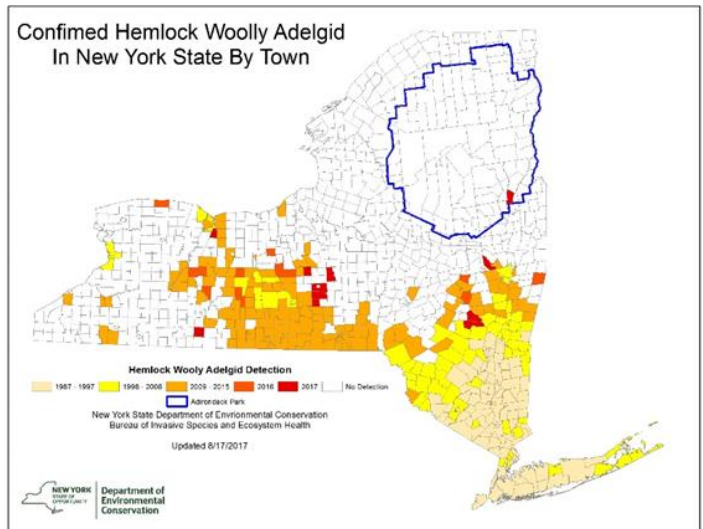 Confimed Hemlock Woolly Adelgid
In New York State By Town
Hemlock Wooly Adelgid Detection
1987 - 1997
1998 - 2008
2009 - 2015
2016
2017
No Detection
Adirondack Park
New York State Department of Envrionmental Conservation
Bureau of Invasive Species and Ecosystem Health
Updated 8/17/2017
NEW YORK
STATE OF
OPPORTUNITY
Department of
Environmental
Conservation